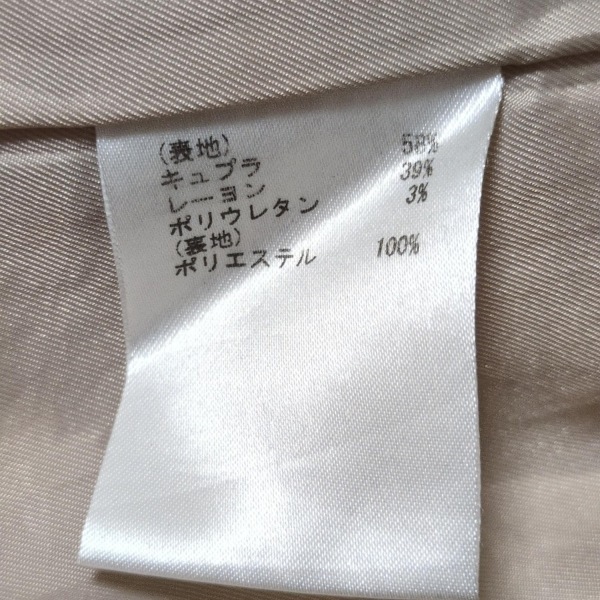 (表地)
キュプラ 58%
レーヨン 39%
ポリウレタン 3%
(裏地)
ポリエステル 100%